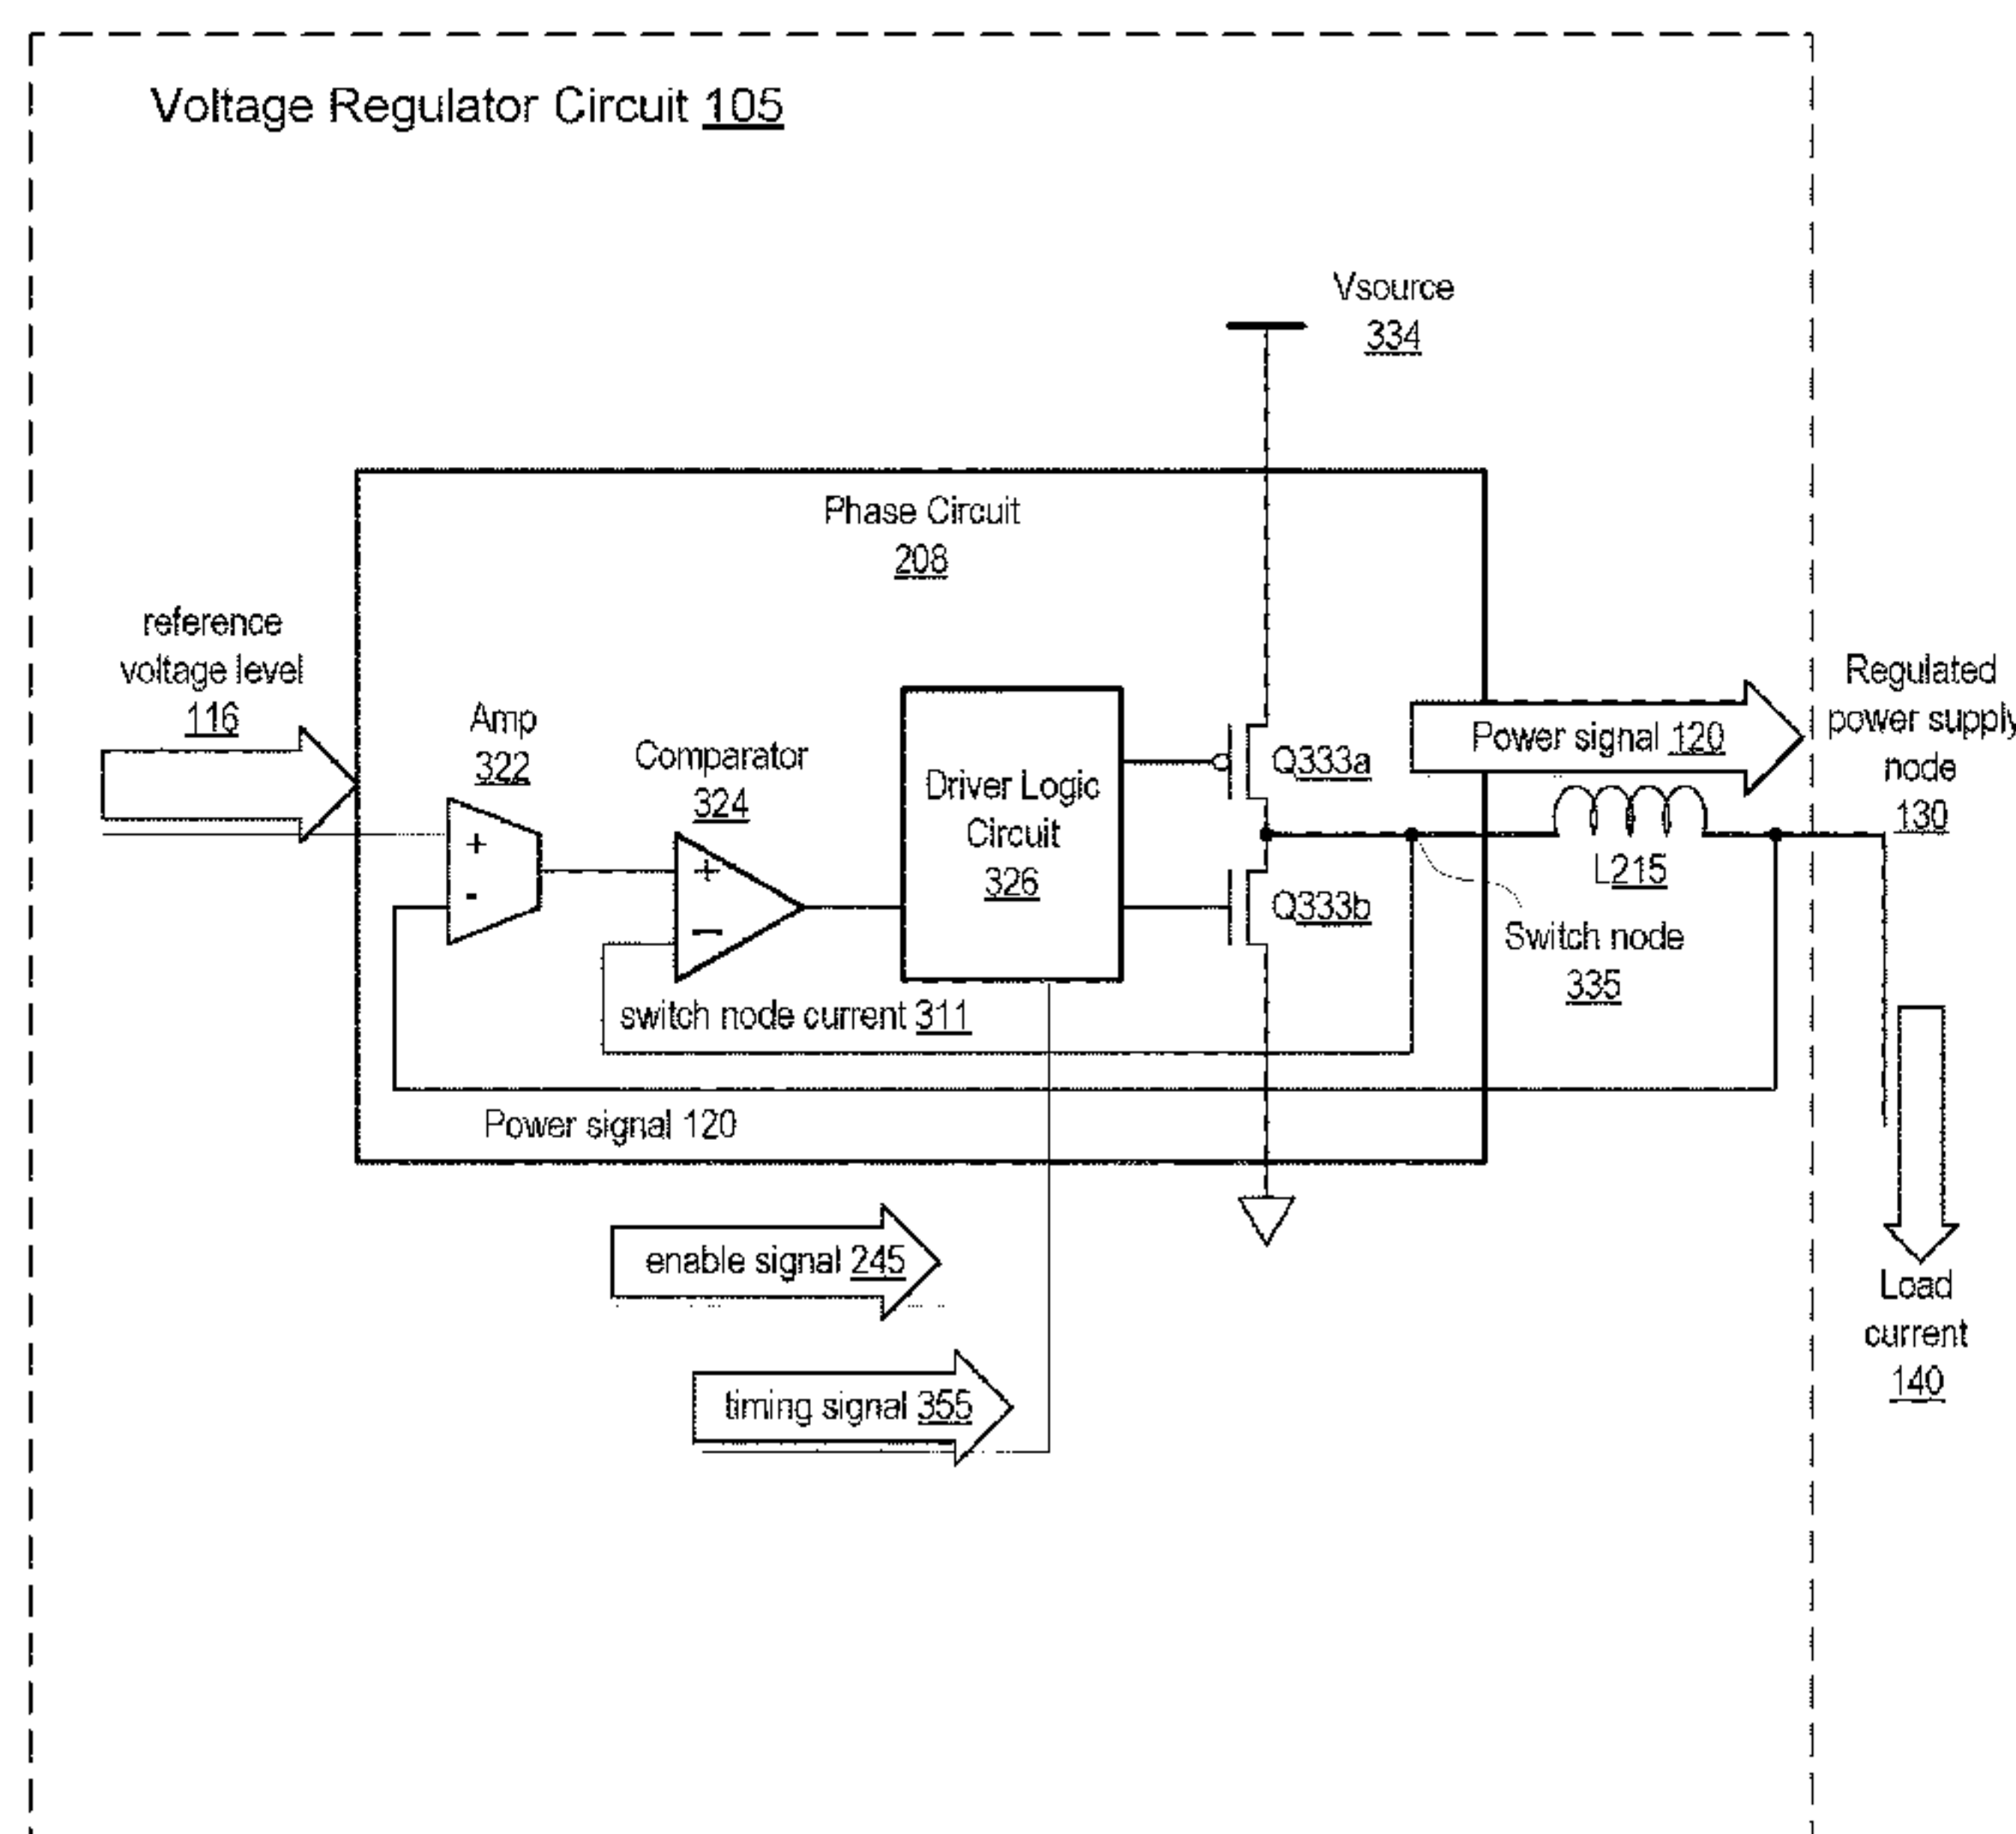 Voltage Regulator Circuit 105
Vsource
334
Phase Circuit
208
reference
voltage level
116
Amp
322
+
-
Comparator
324
+
-
Driver Logic
Circuit
326
Q333a
Q333b
Power signal 120
Regulated
power supply
node
130
L215
Switch node
335
switch node current 311
Power signal 120
enable signal 245
timing signal 355
Load
current
140